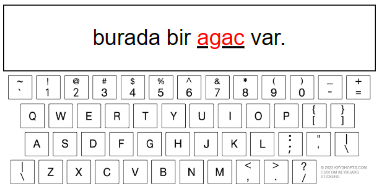 burada bir agac var.
~ ` ! 1 @ 2 # 3 $ 4 % 5 ^ 6 & 7 * 8 ( 9 ) 0 _ - + =
Q W E R T Y U I O P { [ } ]
A S D F G H J K L : ; " ' | \
| \ Z X C V B N M < , > . ? /